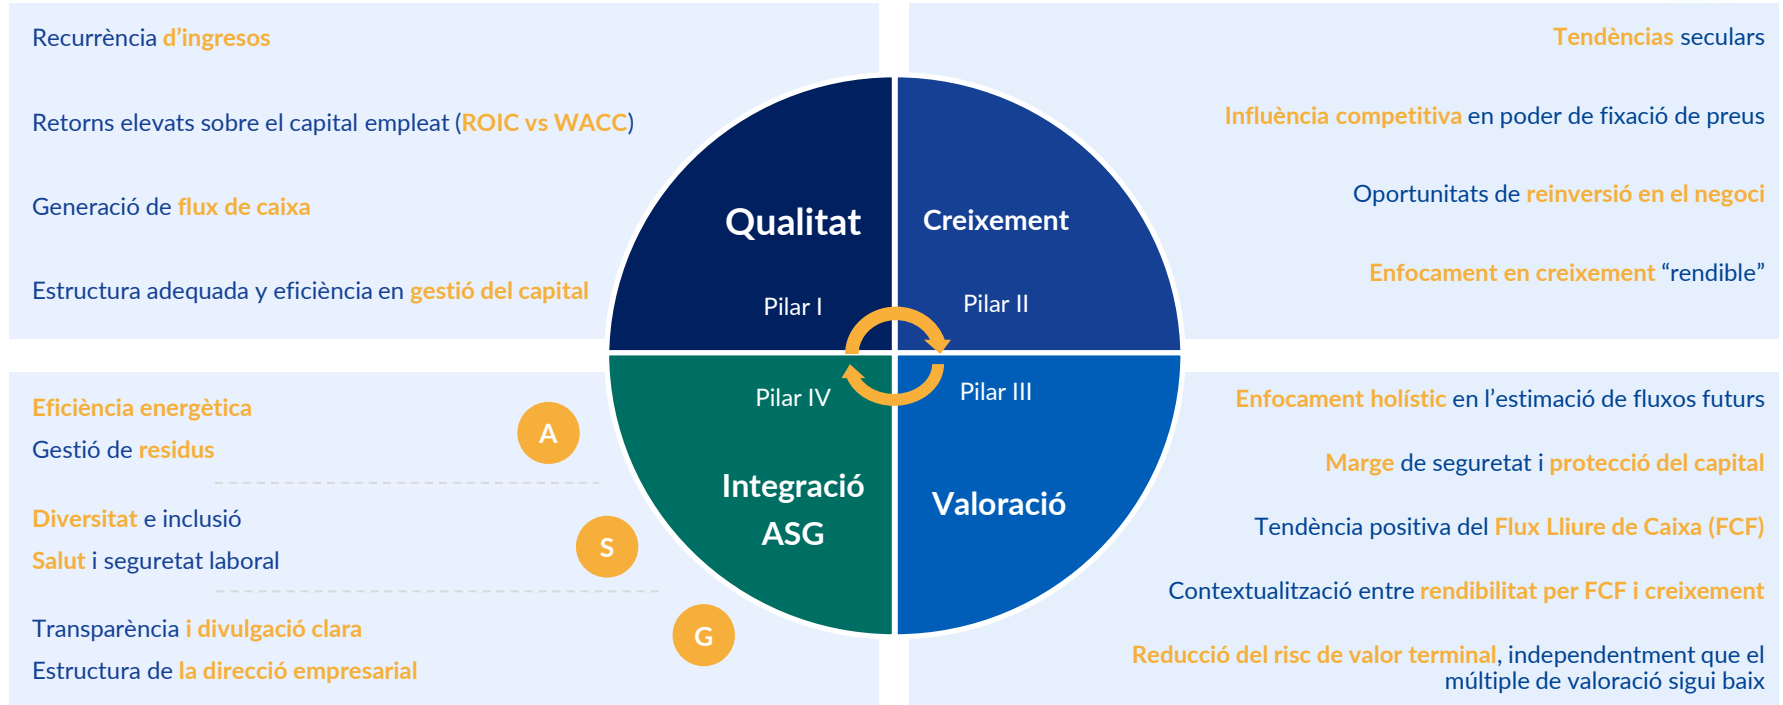 Recurrència d’ingresos
Retorns elevats sobre el capital empleat (ROIC vs WACC)
Generació de flux de caixa
Estructura adequada y eficiència en gestió del capital
Tendències seculars
Influència competitiva en poder de fixació de preus
Oportunitats de reinversió en el negoci
Enfocament en creixement “rendible”
Qualitat
Pilar I
Creixement
Pilar II
Pilar IV
Integració
ASG
Pilar III
Valoració
Eficiència energètica
Gestió de residus
A
Diversitat e inclusió
Salut i seguretat laboral
S
Transparència i divulgació clara
Estructura de la direcció empresarial
G
Enfocament holístic en l’estimació de fluxos futurs
Marge de seguretat i protecció del capital
Tendència positiva del Flux Lliure de Caixa (FCF)
Contextualització entre rendibilitat per FCF i creixement
Reducció del risc de valor terminal, independentment que el
múltiple de valoració sigui baix